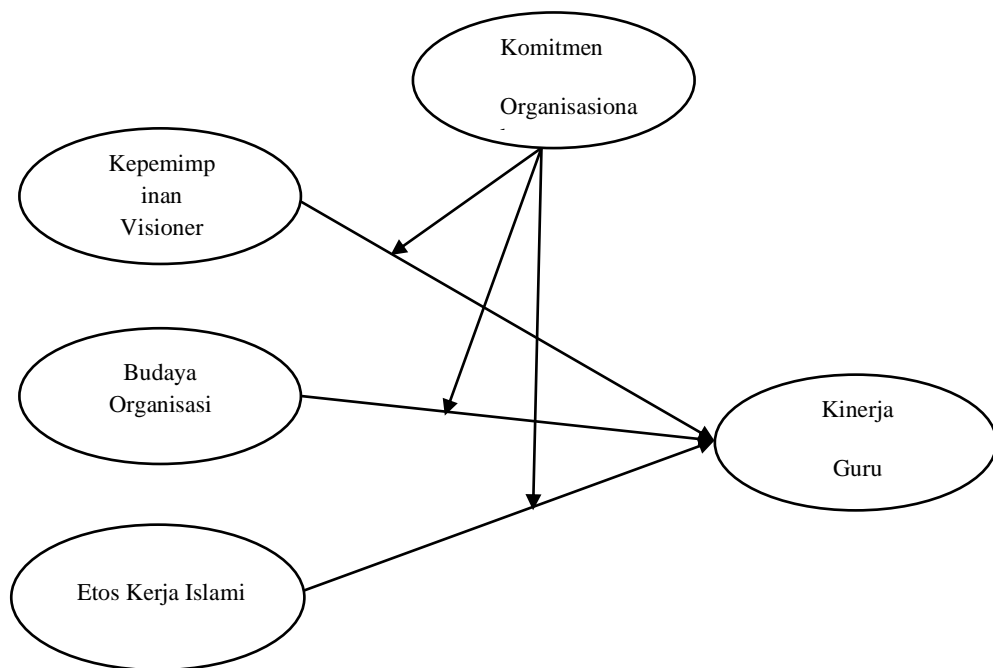 Komitmen
Organisasiona
Kepemimp
inan
Visioner
Budaya
Organisasi
Kinerja
Guru
Etos Kerja Islami